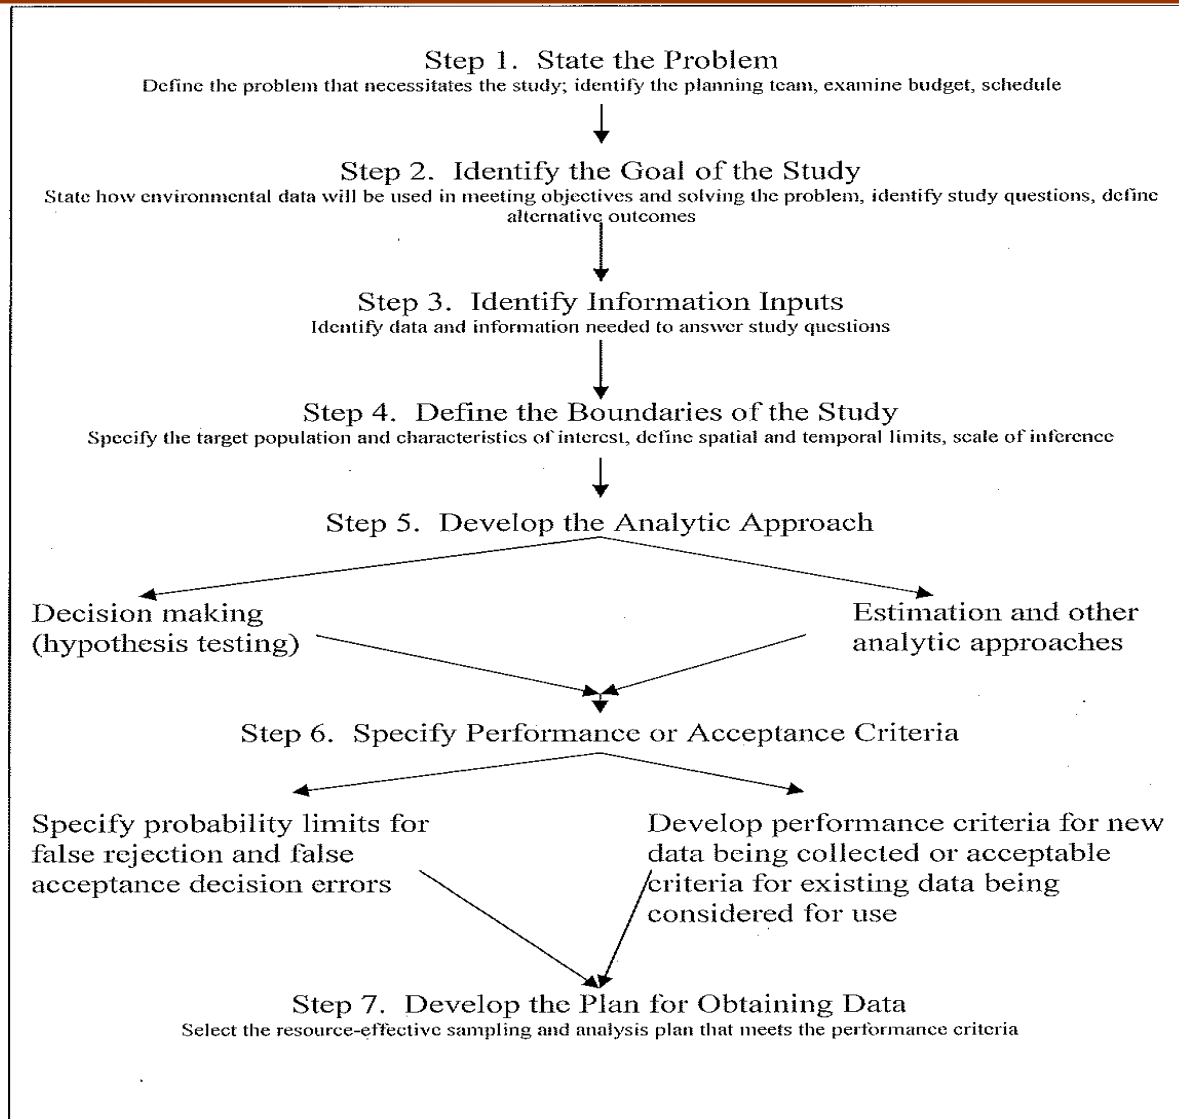 Step 1. State the Problem
Define the problem that necessitates the study; identify the planning team, examine budget, schedule
Step 2. Identify the Goal of the Study
State how environmental data will be used in meeting objectives and solving the problem, identify study questions, define
alternative outcomes
Step 3. Identify Information Inputs
Identify data and information needed to answer study questions
Step 4. Define the Boundaries of the Study
Specify the target population and characteristics of interest, define spatial and temporal limits, scale of inference
Step 5. Develop the Analytic Approach
Decision making
(hypothesis testing)
Estimation and other
analytic approaches
Step 6. Specify Performance or Acceptance Criteria
Specify probability limits for
false rejection and false
acceptance decision errors
Develop performance criteria for new
data being collected or acceptable
criteria for existing data being
considered for use
Step 7. Develop the Plan for Obtaining Data
Select the resource-effective sampling and analysis plan that meets the performance criteria